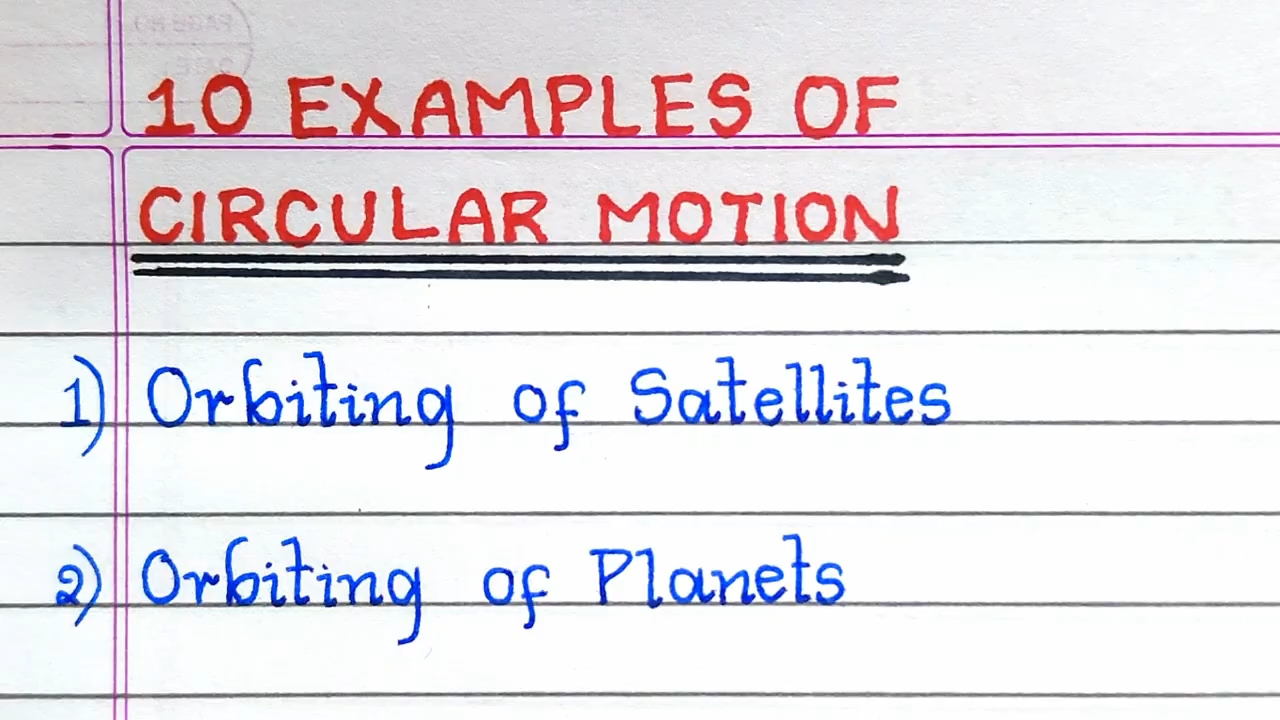 10 EXAMPLES OF
CIRCULAR MOTION
1) Orbiting of Satellites
2) Orbiting of Planets